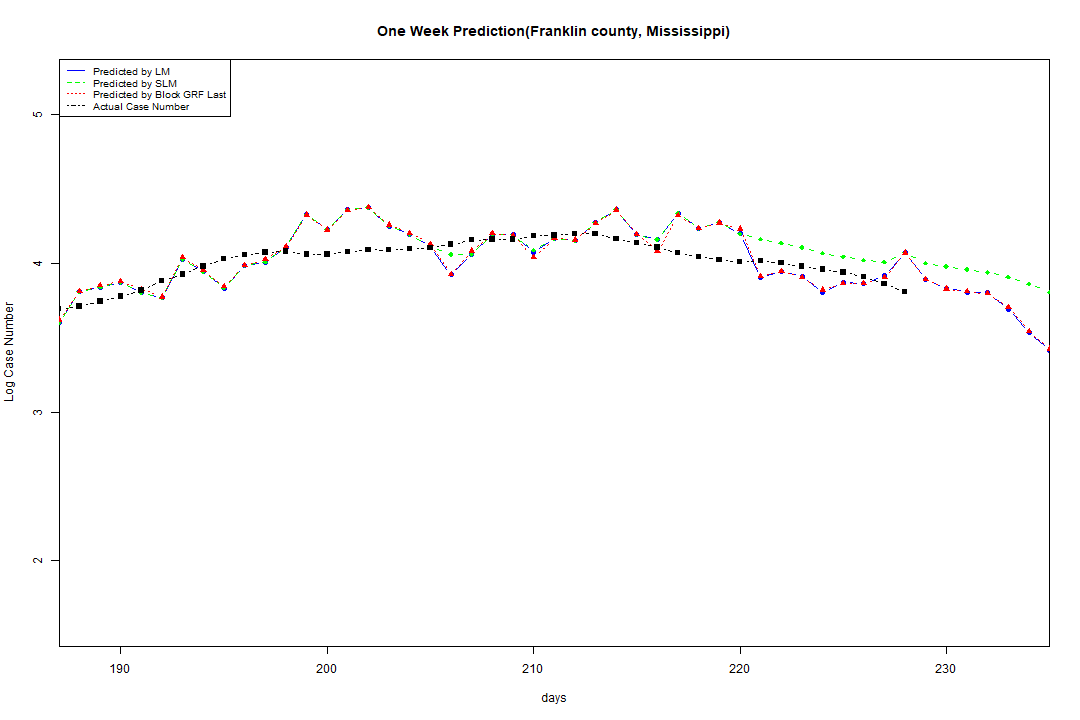 One Week Prediction(Franklin county, Mississippi)
Predicted by LM
Predicted by SLM
Predicted by Block GRF Last
Actual Case Number
5
4
3
2
Log Case Number
190 200 210 220 230
days